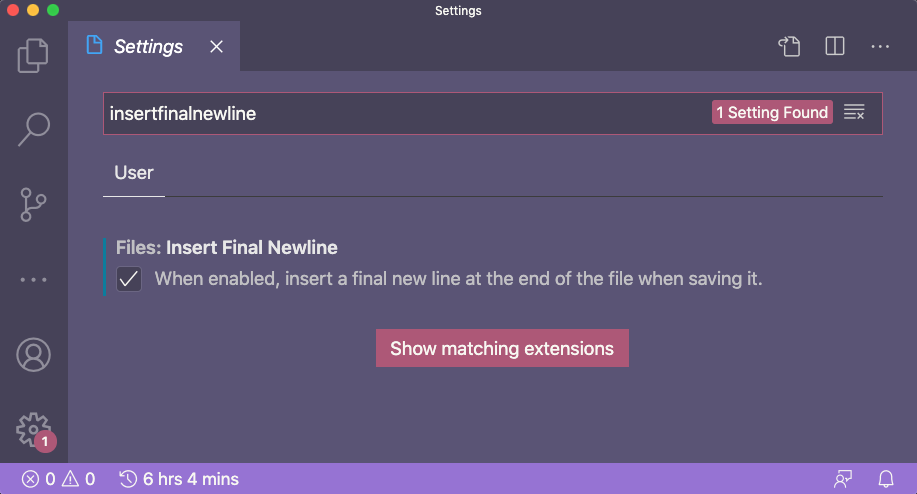 Settings
Settings
insertfinalnewline
1 Setting Found
User
Files: Insert Final Newline
When enabled, insert a final new line at the end of the file when saving it.
Show matching extensions
1
0 0 6 hrs 4 mins